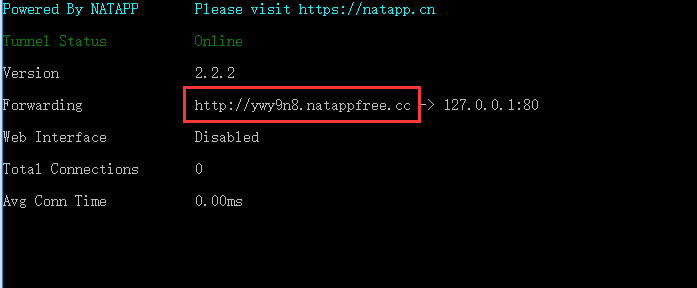 Powered By NATAPP Please visit https://natapp.cn
Tunnel Status Online
Version 2.2.2
Forwarding http://ywy9n8.natappfree.cc -> 127.0.0.1:80
Web Interface Disabled
Total Connections 0
Avg Conn Time 0.00ms